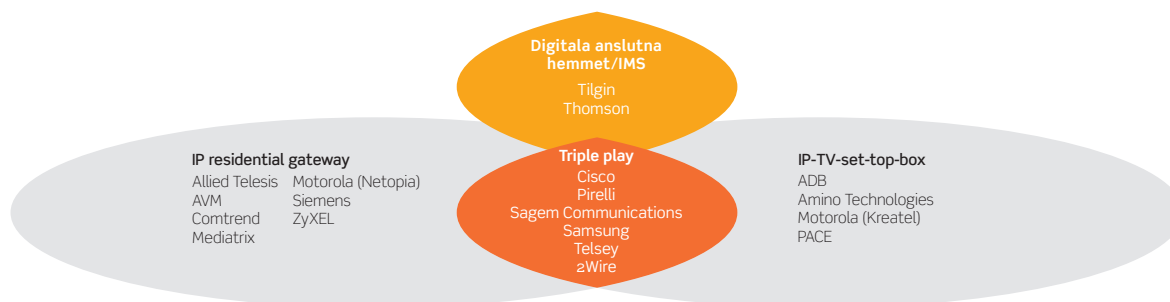 Digitala anslutna
hemmet/IMS
Tilgin
Thomson
IP residential gateway
Allied Telesis Motorola (Netopia)
AVM Siemens
Comtrend ZyXEL
Mediatrix
Triple play
Cisco
Pirelli
Sagem Communications
Samsung
Telsey
2Wire
IP-TV-set-top-box
ADB
Amino Technologies
Motorola (Kreatel)
PACE